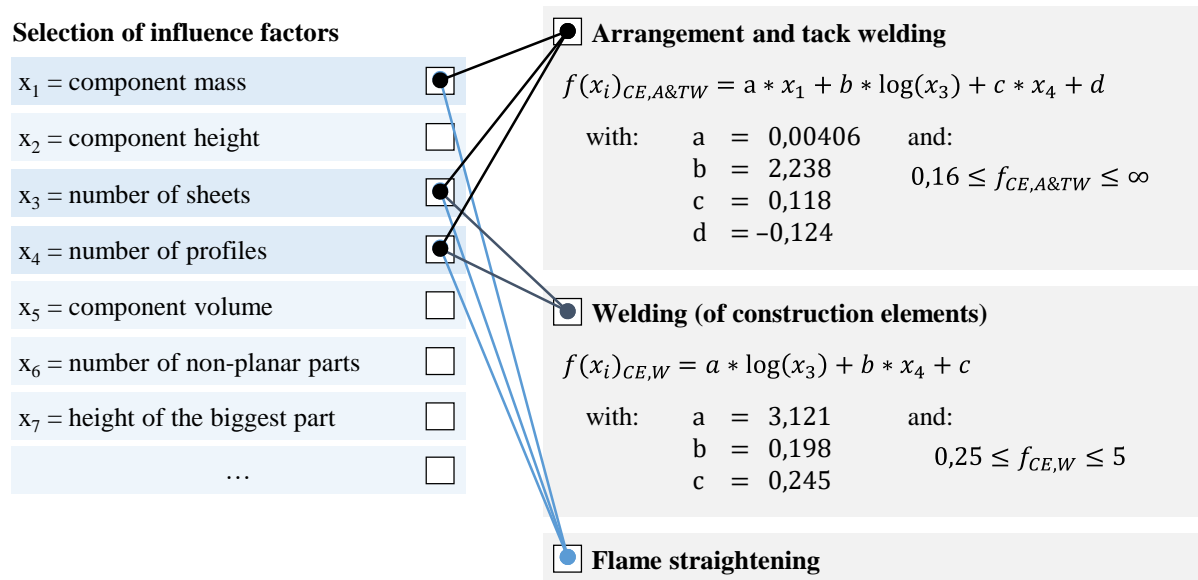 Selection of influence factors
x₁ = component mass
x₂ = component height
x₃ = number of sheets
x₄ = number of profiles
x₅ = component volume
x₆ = number of non-planar parts
x₇ = height of the biggest part
…
Arrangement and tack welding
f(xᵢ)_{CE,A&TW} = a ∗ x₁ + b ∗ log(x₃) + c ∗ x₄ + d
with: a = 0,00406 and:
b = 2,238
0,16 ≤ f_{CE,A&TW} ≤ ∞
c = 0,118
d = –0,124
Welding (of construction elements)
f(xᵢ)_{CE,W} = a ∗ log(x₃) + b ∗ x₄ + c
with: a = 3,121 and:
b = 0,198
0,25 ≤ f_{CE,W} ≤ 5
c = 0,245
Flame straightening